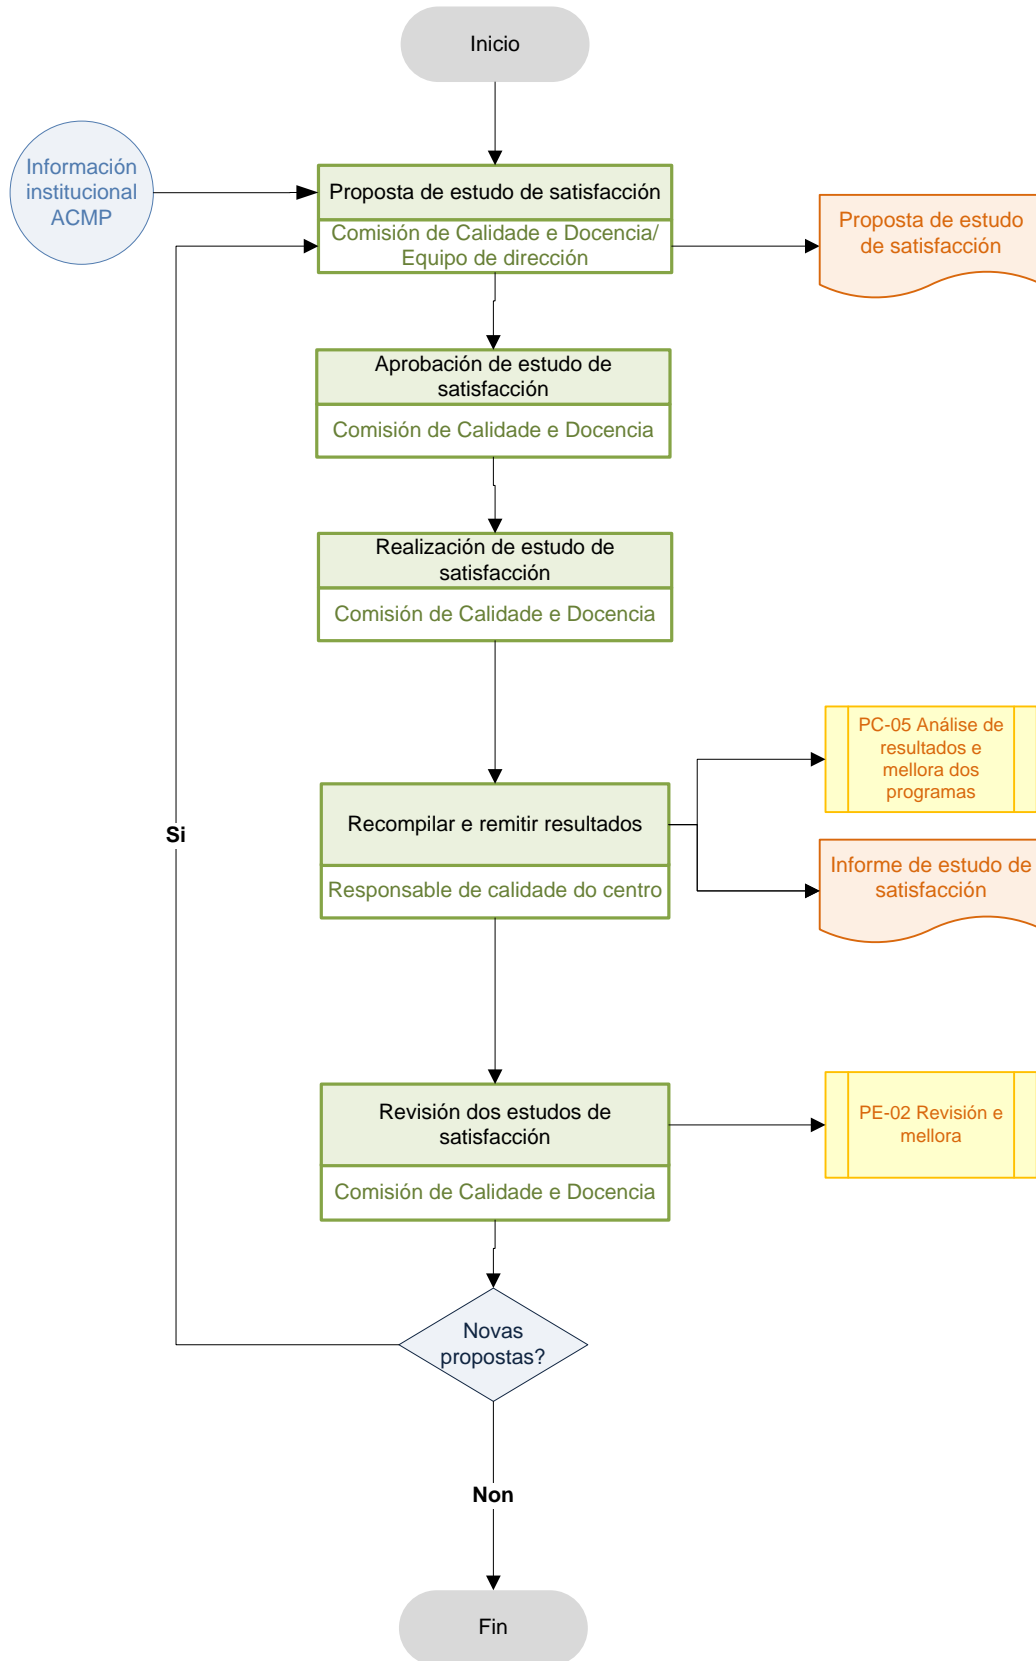 Inicio
Información
institucional
ACMP
Proposta de estudo de satisfacción
Comisión de Calidade e Docencia/
Equipo de dirección
Proposta de estudo
de satisfacción
Aprobación de estudo de
satisfacción
Comisión de Calidade e Docencia
Realización de estudo de
satisfacción
Comisión de Calidade e Docencia
PC-05 Análise de
resultados e
mellora dos
programas
Recompilar e remitir resultados
Responsable de calidade do centro
Informe de estudo de
satisfacción
Si
Revisión dos estudos de
satisfacción
Comisión de Calidade e Docencia
PE-02 Revisión e
mellora
Novas
propostas?
Non
Fin